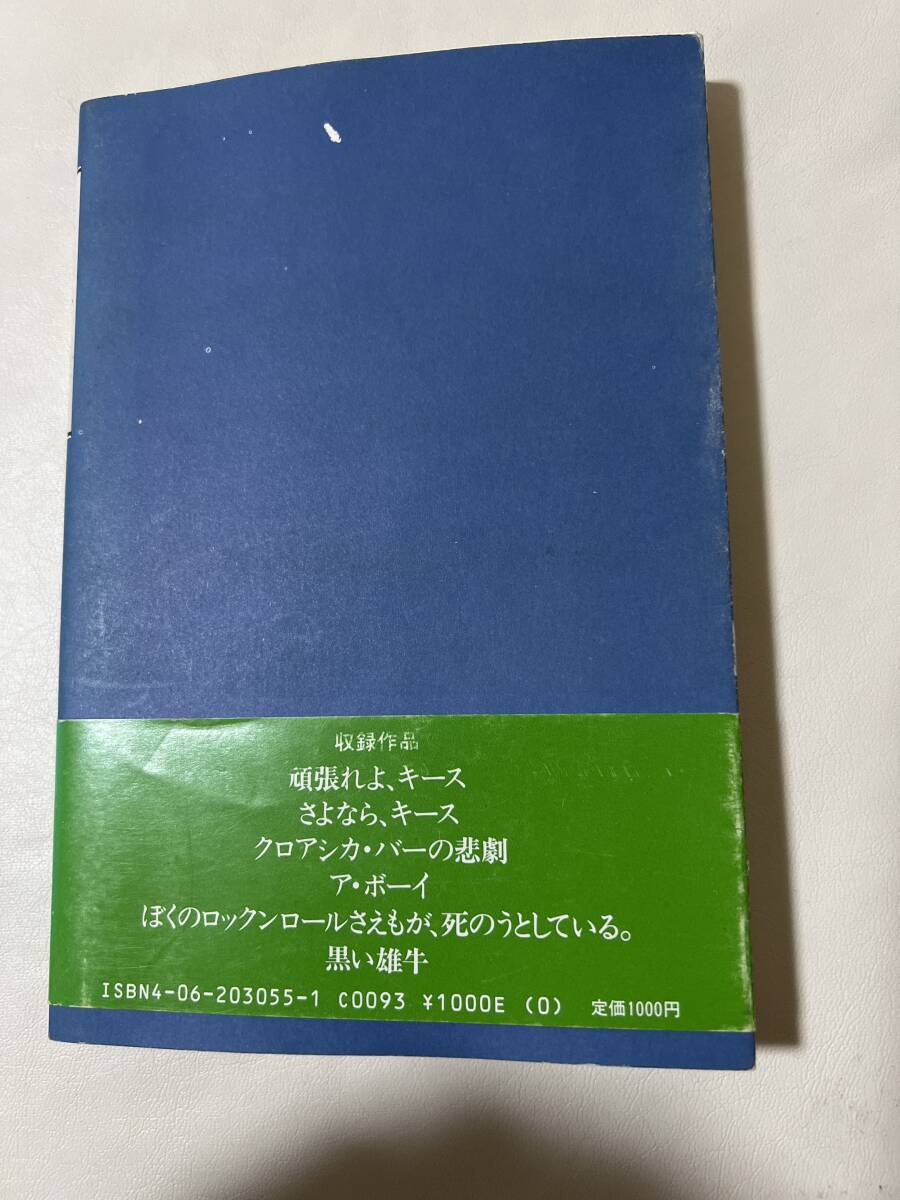 収録作品
頑張れよ、キース
さよなら、キース
クロアシカ・バーの悲劇
ア・ボーイ
ぼくのロックンロールさえもが、死のうとしている。
黒い雄牛
ISBN4-06-203055-1 C0093 ¥1000E (0) 定価1000円